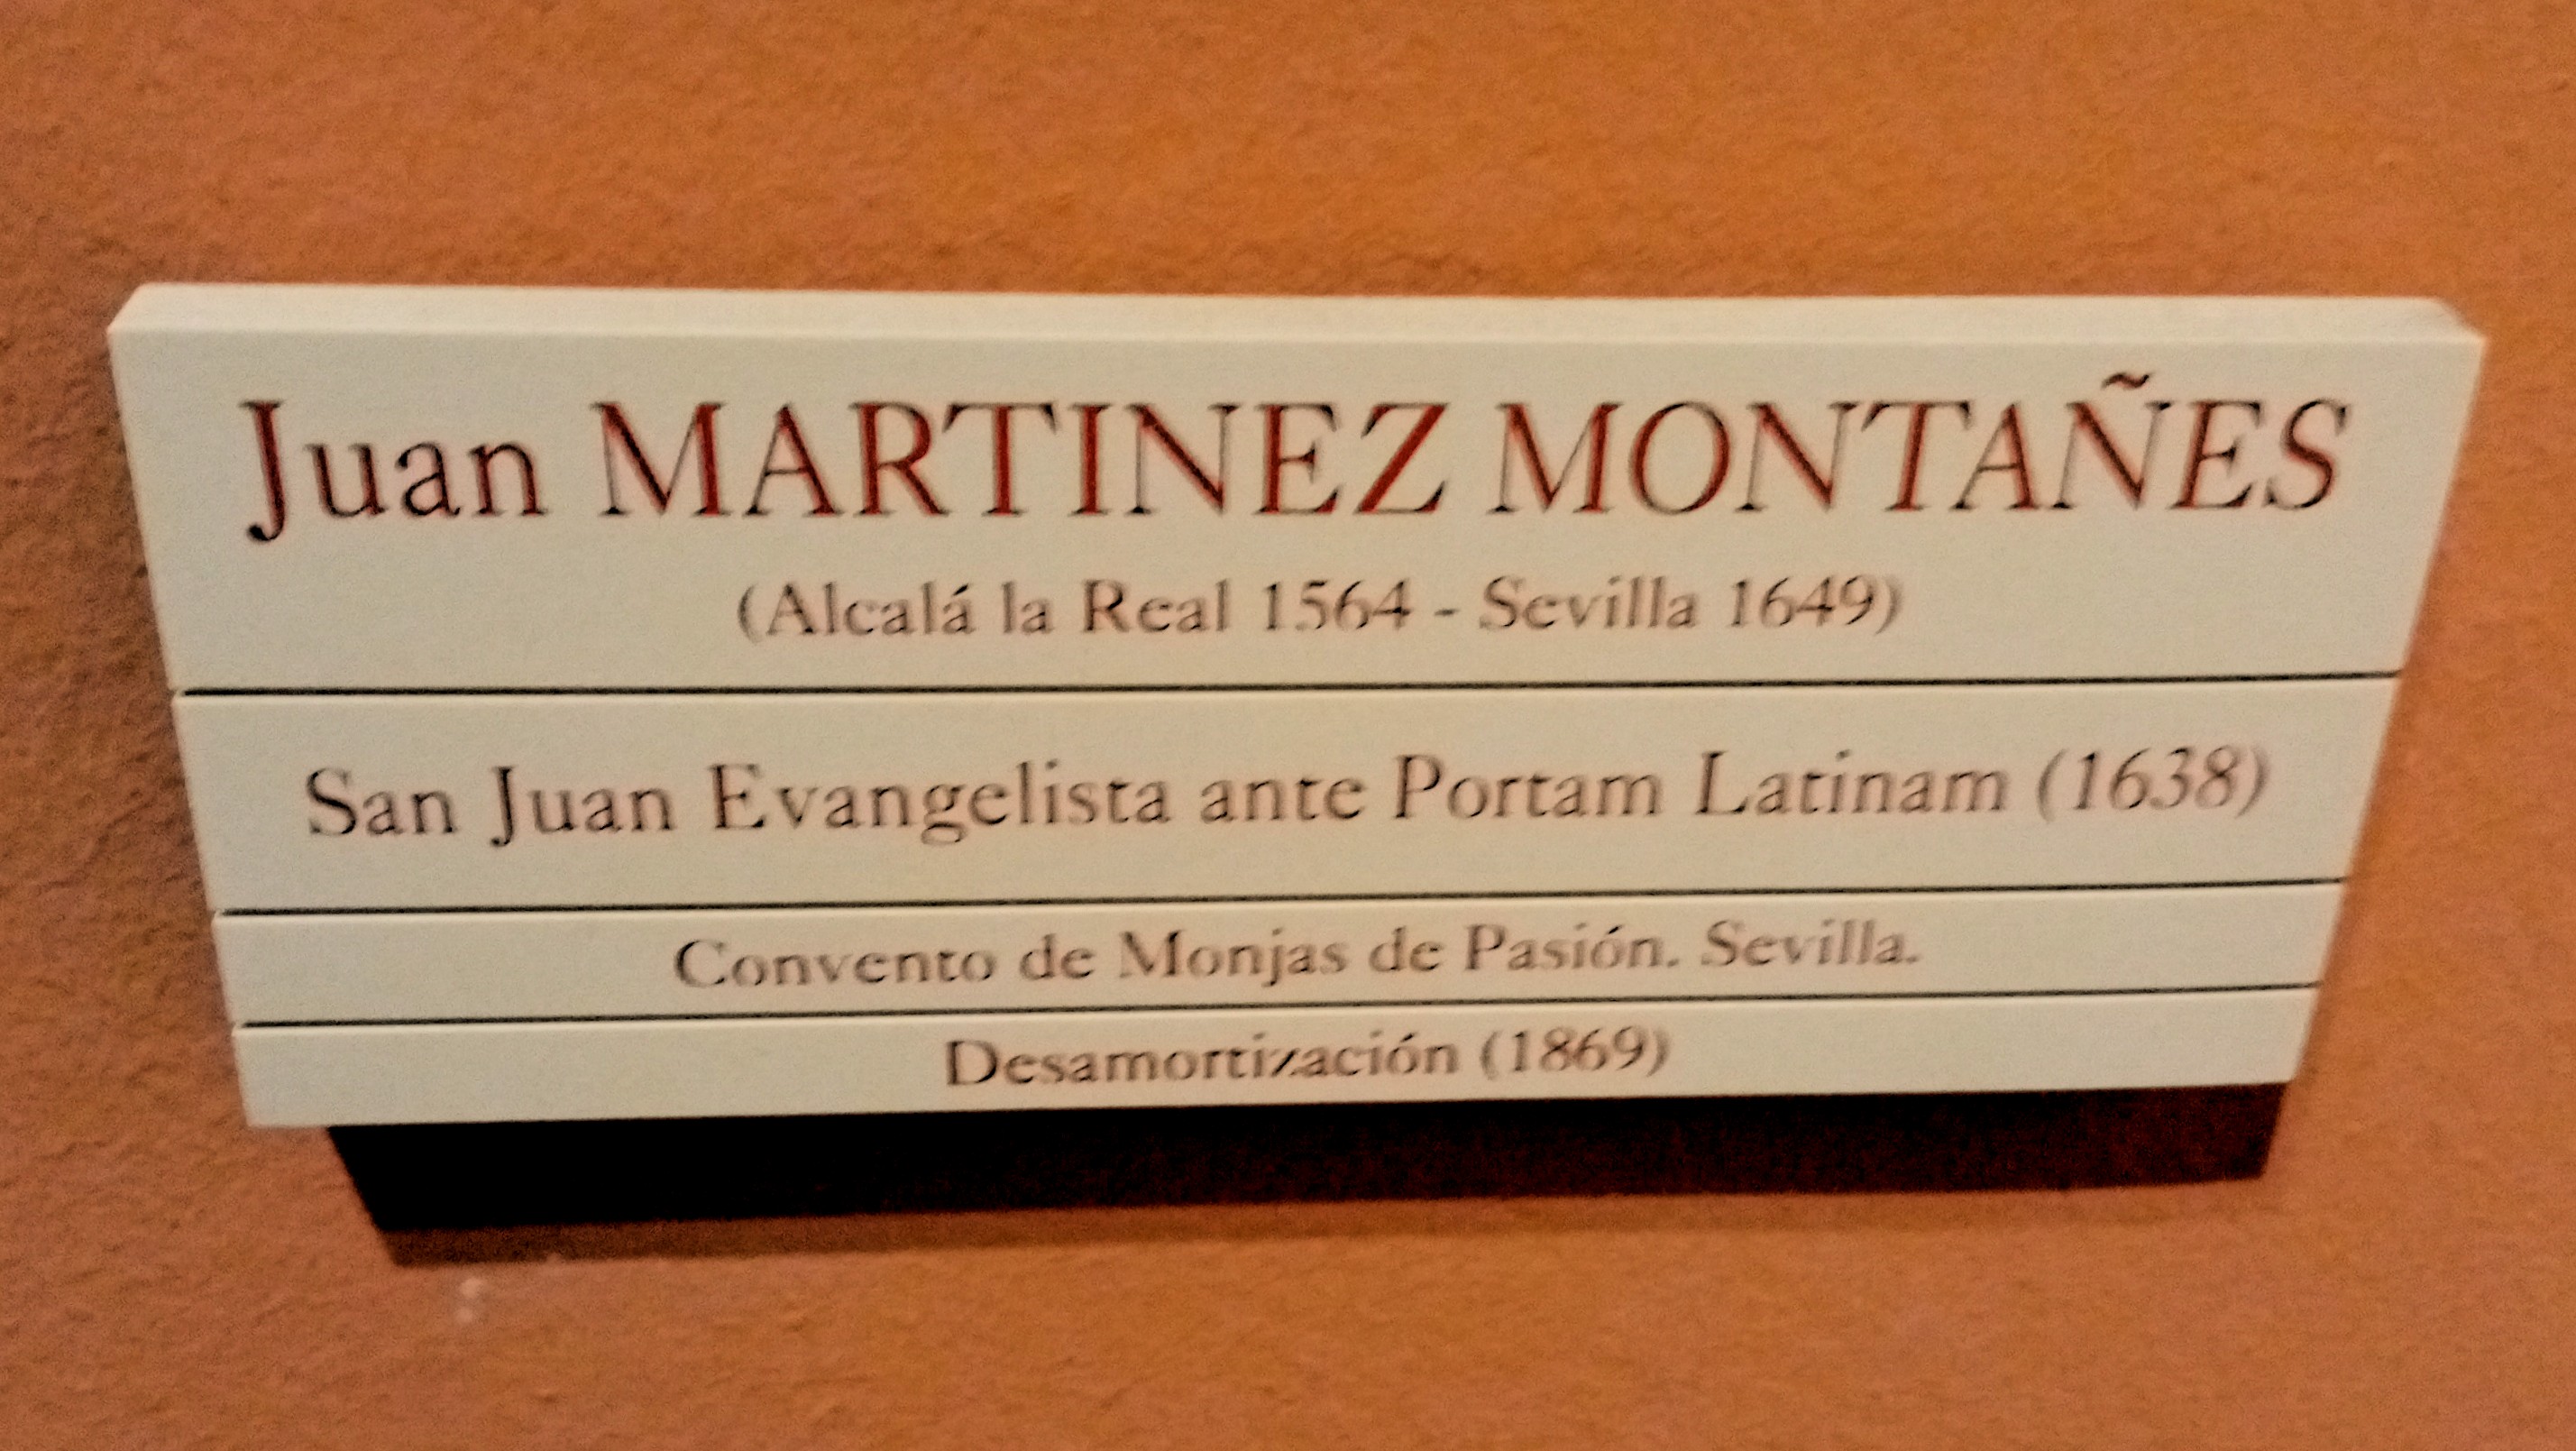 Juan MARTINEZ MONTAÑES
(Alcalá la Real 1564 - Sevilla 1649)
San Juan Evangelista ante Portam Latinam (1638)
Convento de Monjas de Pasión. Sevilla.
Desamortización (1869)